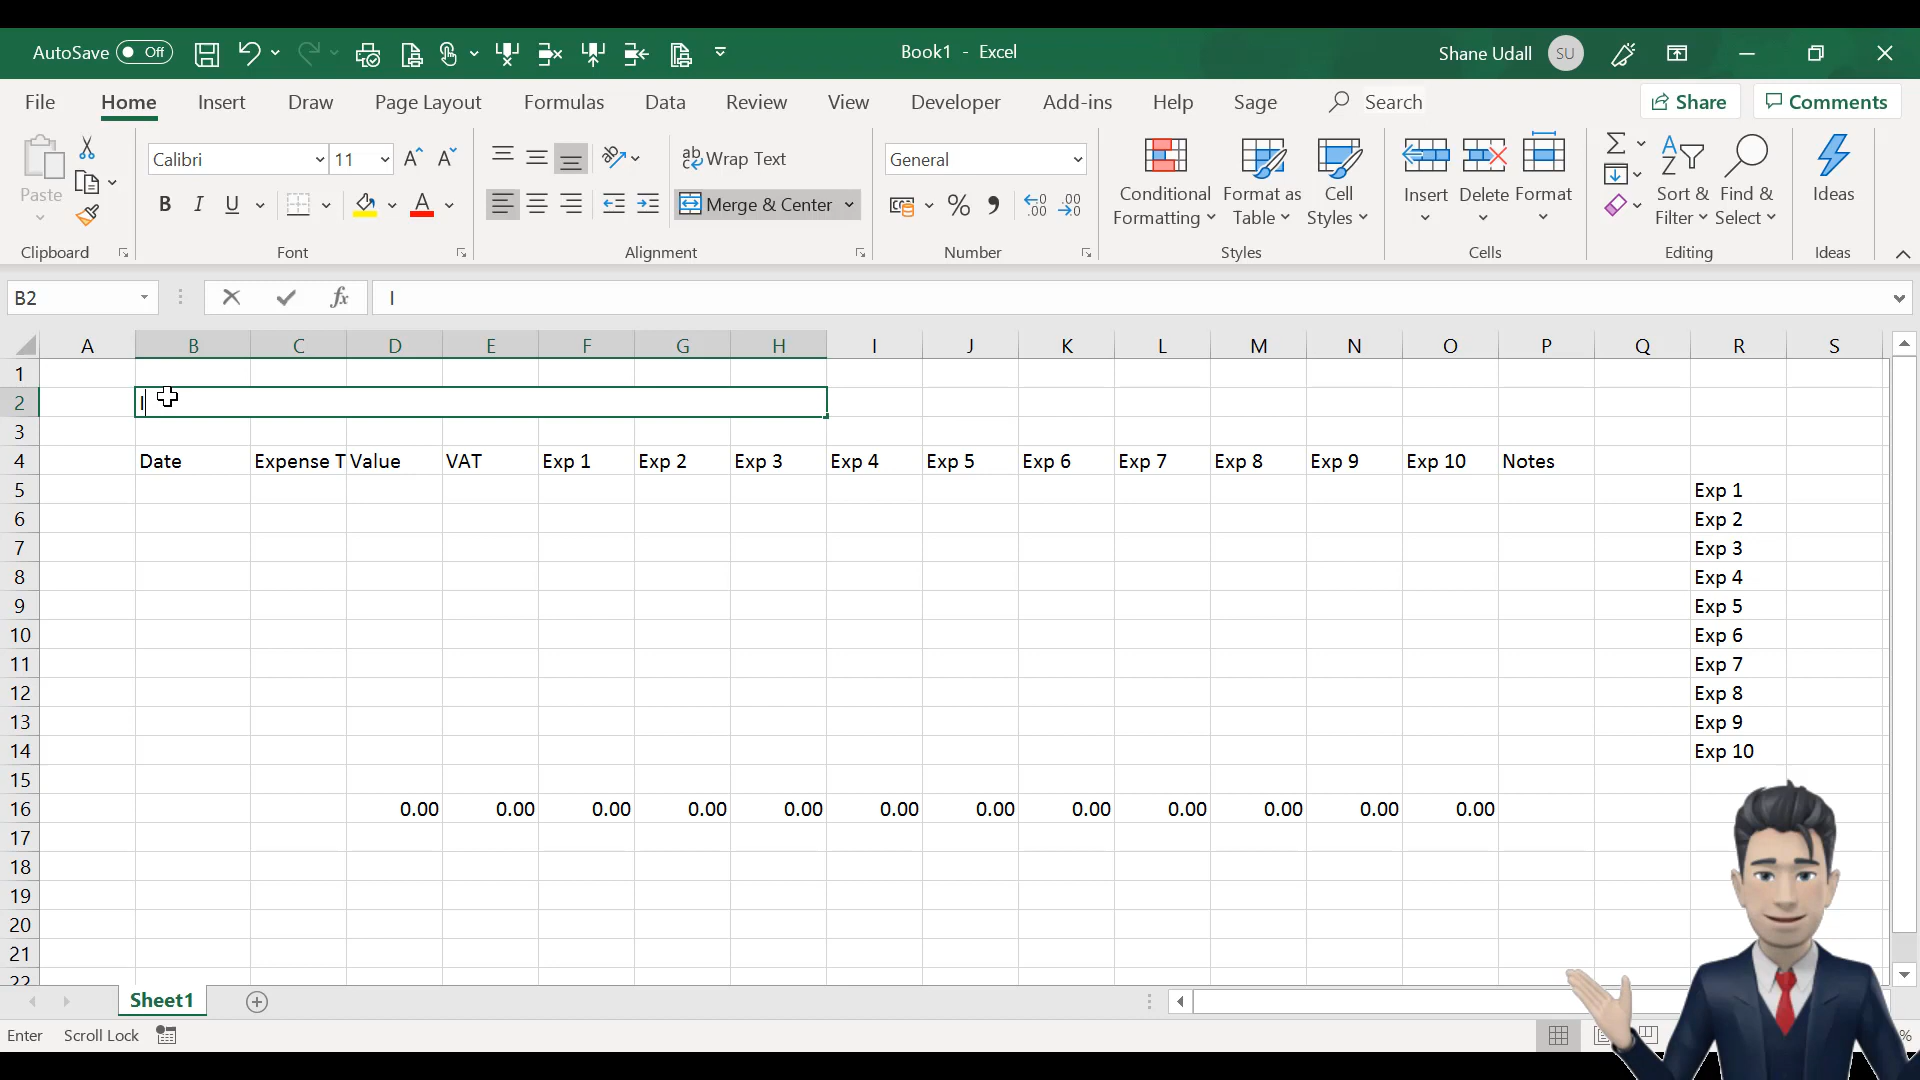 AutoSave Off Book1 - Excel Shane Udall SU
File Home Insert Draw Page Layout Formulas Data Review View Developer Add-ins Help Sage Search Share Comments
Paste Calibri 11 ab Wrap Text General Conditional Formatting Format as Table Cell Styles Insert Delete Format Sort & Filter Find & Select Ideas
B I U A Merge & Center % .00
Clipboard Font Alignment Number Styles Cells Editing Ideas
B2 fx I
A B C D E F G H I J K L M N O P Q R S
1
2 I
3
4 Date Expense T Value VAT Exp 1 Exp 2 Exp 3 Exp 4 Exp 5 Exp 6 Exp 7 Exp 8 Exp 9 Exp 10 Notes
5 Exp 1
6 Exp 2
7 Exp 3
8 Exp 4
9 Exp 5
10 Exp 6
11 Exp 7
12 Exp 8
13 Exp 9
14 Exp 10
15
16 0.00 0.00 0.00 0.00 0.00 0.00 0.00 0.00 0.00 0.00 0.00 0.00
17
18
19
20
21
22
Sheet1
Enter Scroll Lock %